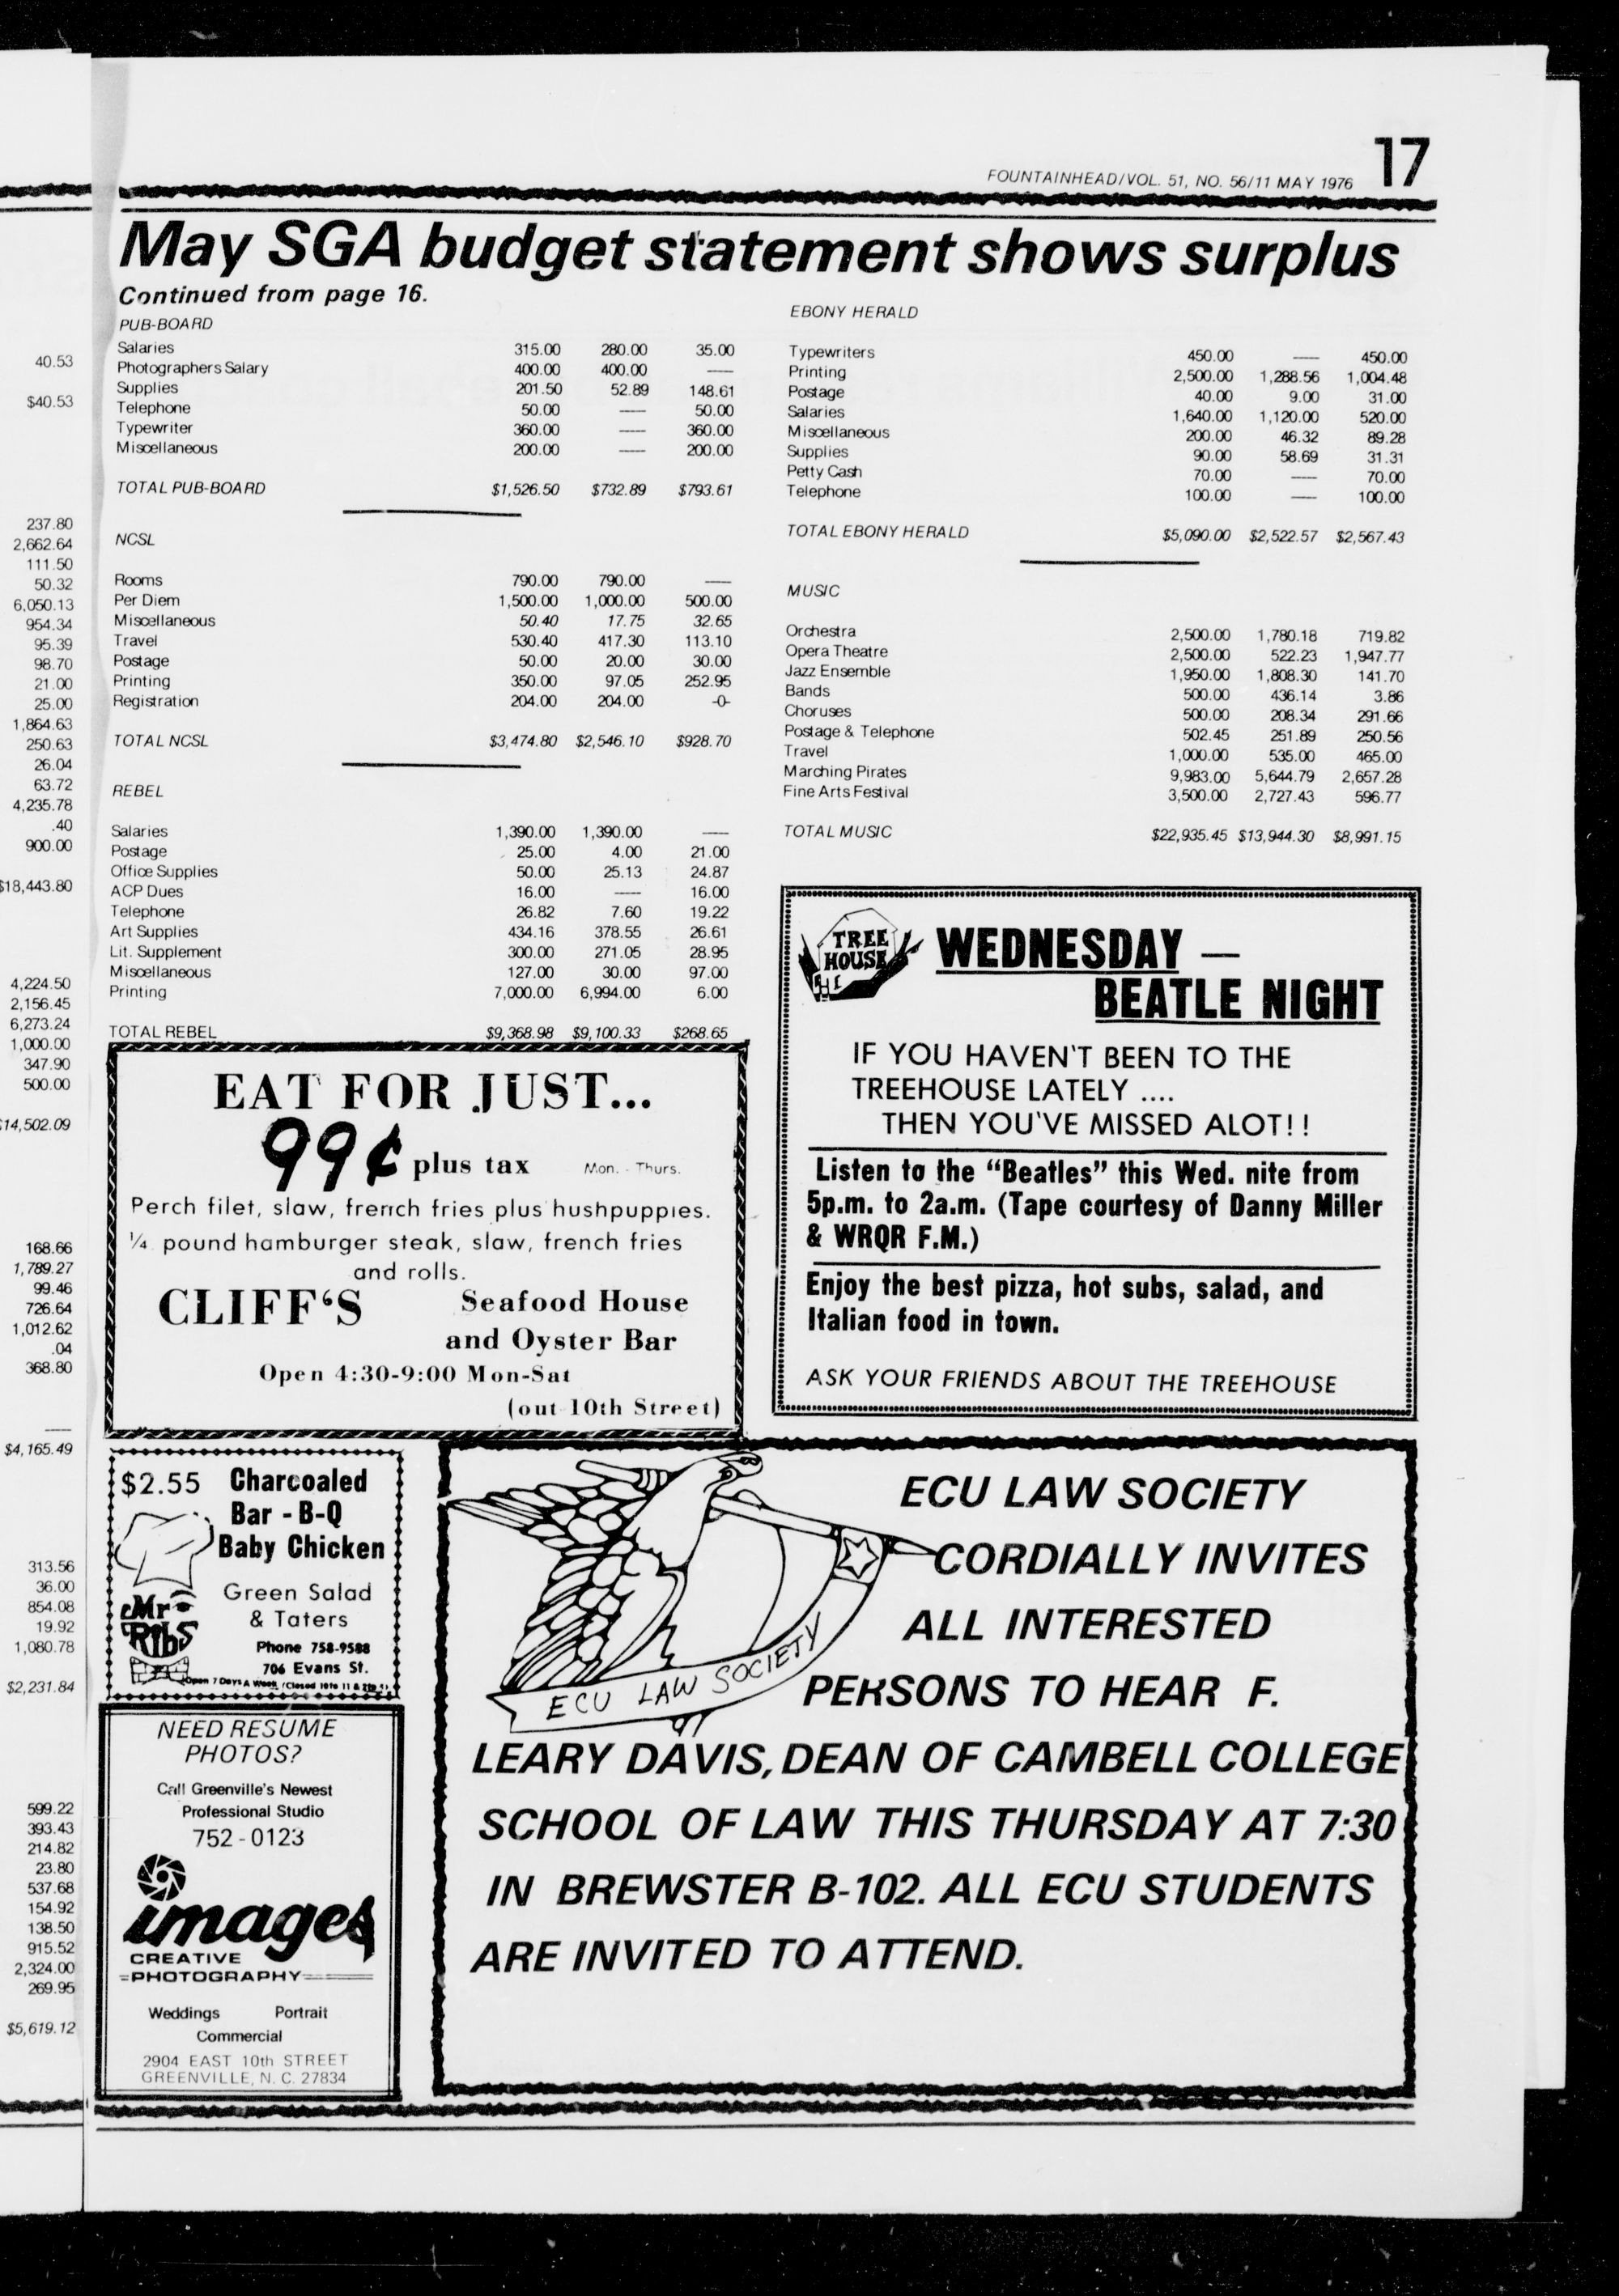 FOUNTAINHEAD/VOL. 51, NO. 56/11 MAY 1976 17
May SGA budget statement shows surplus
Continued from page 16.
PUB-BOARD
Salaries 315.00 280.00 35.00
Photographers Salary 400.00 400.00 —
Supplies 201.50 52.89 148.61
Telephone 50.00 — 50.00
Typewriter 360.00 — 360.00
Miscellaneous 200.00 — 200.00
TOTAL PUB-BOARD $1,526.50 $732.89 $793.61
NCSL
Rooms 790.00 790.00 —
Per Diem 1,500.00 1,000.00 500.00
Miscellaneous 50.40 17.75 32.65
Travel 530.40 417.30 113.10
Postage 50.00 20.00 30.00
Printing 350.00 97.05 252.95
Registration 204.00 204.00 -0-
TOTAL NCSL $3,474.80 $2,546.10 $928.70
REBEL
Salaries 1,390.00 1,390.00 —
Postage 25.00 4.00 21.00
Office Supplies 50.00 25.13 24.87
ACP Dues 16.00 — 16.00
Telephone 26.82 7.60 19.22
Art Supplies 434.16 378.55 26.61
Lit. Supplement 300.00 271.05 28.95
Miscellaneous 127.00 30.00 97.00
Printing 7,000.00 6,994.00 6.00
TOTAL REBEL $9,368.98 $9,100.33 $268.65
EBONY HERALD
Typewriters 450.00 — 450.00
Printing 2,500.00 1,288.56 1,004.48
Postage 40.00 9.00 31.00
Salaries 1,640.00 1,120.00 520.00
Miscellaneous 200.00 46.32 89.28
Supplies 90.00 58.69 31.31
Petty Cash 70.00 — 70.00
Telephone 100.00 — 100.00
TOTAL EBONY HERALD $5,090.00 $2,522.57 $2,567.43
MUSIC
Orchestra 2,500.00 1,780.18 719.82
Opera Theatre 2,500.00 522.23 1,947.77
Jazz Ensemble 1,950.00 1,808.30 141.70
Bands 500.00 436.14 3.86
Choruses 500.00 208.34 291.66
Postage & Telephone 502.45 251.89 250.56
Travel 1,000.00 535.00 465.00
Marching Pirates 9,983.00 5,644.79 2,657.28
Fine Arts Festival 3,500.00 2,727.43 596.77
TOTAL MUSIC $22,935.45 $13,944.30 $8,991.15
EAT FOR JUST...
99¢ plus tax Mon. - Thurs.
Perch filet, slaw, french fries plus hushpuppies.
¼ pound hamburger steak, slaw, french fries
and rolls.
CLIFF'S Seafood House
and Oyster Bar
Open 4:30-9:00 Mon-Sat
(out 10th Street)
TREE
HOUSE
WEDNESDAY —
BEATLE NIGHT
IF YOU HAVEN'T BEEN TO THE
TREEHOUSE LATELY ....
THEN YOU'VE MISSED ALOT!!
Listen to the "Beatles" this Wed. nite from
5p.m. to 2a.m. (Tape courtesy of Danny Miller
& WRQR F.M.)
Enjoy the best pizza, hot subs, salad, and
Italian food in town.
ASK YOUR FRIENDS ABOUT THE TREEHOUSE
$2.55 Charcoaled
Bar - B-Q
Baby Chicken
Green Salad
& Taters
Mr
Ribs
Phone 758-9588
706 Evans St.
Open 7 Days A Week
NEED RESUME
PHOTOS?
Call Greenville's Newest
Professional Studio
752-0123
images
CREATIVE
PHOTOGRAPHY
Weddings Portrait
Commercial
2904 EAST 10th STREET
GREENVILLE, N. C. 27834
ECU LAW SOCIETY
ECU LAW SOCIETY
CORDIALLY INVITES
ALL INTERESTED
PERSONS TO HEAR F.
LEARY DAVIS, DEAN OF CAMBELL COLLEGE
SCHOOL OF LAW THIS THURSDAY AT 7:30
IN BREWSTER B-102. ALL ECU STUDENTS
ARE INVITED TO ATTEND.
40.53
$40.53
237.80
2,662.64
111.50
50.32
6,050.13
954.34
95.39
98.70
21.00
25.00
1,864.63
250.63
26.04
63.72
4,235.78
.40
900.00
$18,443.80
4,224.50
2,156.45
6,273.24
1,000.00
347.90
500.00
$14,502.09
168.66
1,789.27
99.46
726.64
1,012.62
.04
368.80
—
$4,165.49
313.56
36.00
854.08
19.92
1,080.78
$2,231.84
599.22
393.43
214.82
23.80
537.68
154.92
138.50
915.52
2,324.00
269.95
$5,619.12